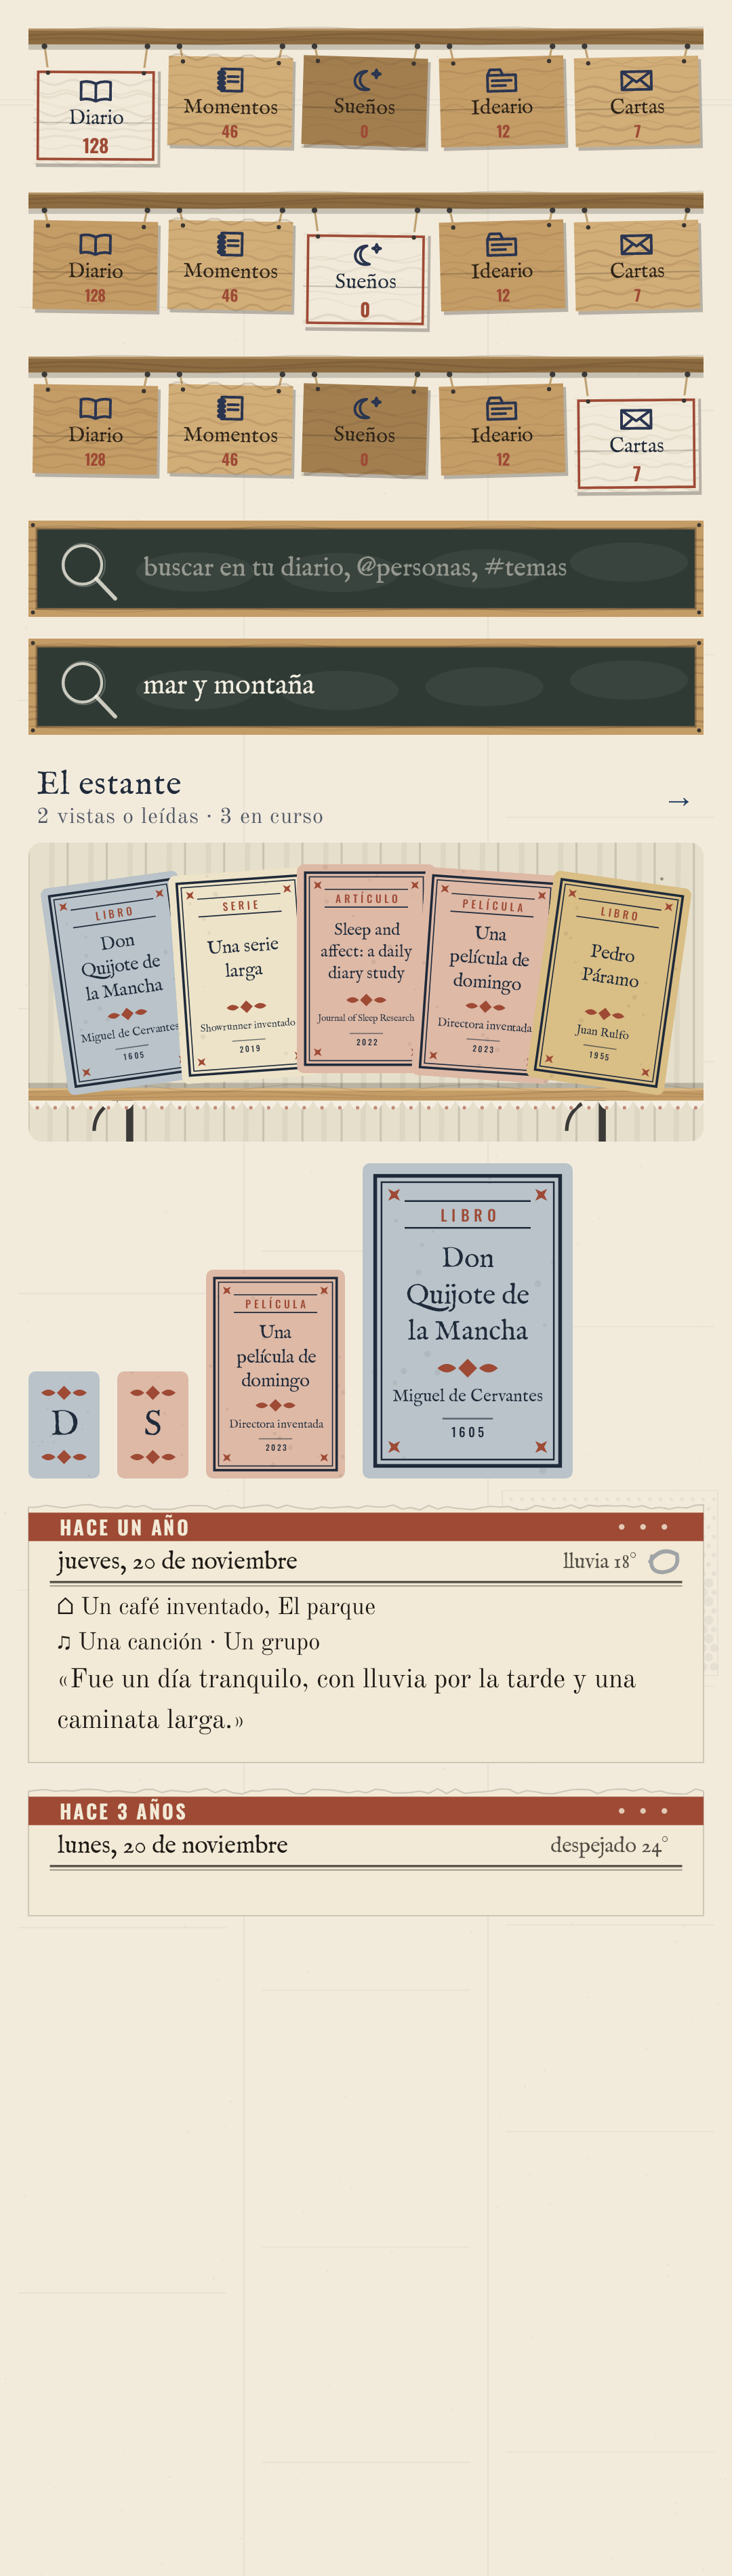 Diario
128
Momentos
46
Sueños
0
Ideario
12
Cartas
7
Diario
128
Momentos
46
Sueños
0
Ideario
12
Cartas
7
Diario
128
Momentos
46
Sueños
0
Ideario
12
Cartas
7
buscar en tu diario, @personas, #temas
mar y montaña
El estante
→
2 vistas o leídas · 3 en curso
LIBRO
Don
Quijote de
la Mancha
Miguel de Cervantes
1605
SERIE
Una serie
larga
Showrunner inventado
2019
ARTÍCULO
Sleep and
affect: a daily
diary study
Journal of Sleep Research
2022
PELÍCULA
Una
película de
domingo
Directora inventada
2023
LIBRO
Pedro
Páramo
Juan Rulfo
1955
D
S
PELÍCULA
Una
película de
domingo
Directora inventada
2023
LIBRO
Don
Quijote de
la Mancha
Miguel de Cervantes
1605
HACE UN AÑO
jueves, 20 de noviembre
lluvia 18°
⌂ Un café inventado, El parque
♫ Una canción · Un grupo
«Fue un día tranquilo, con lluvia por la tarde y una
caminata larga.»
HACE 3 AÑOS
lunes, 20 de noviembre
despejado 24°